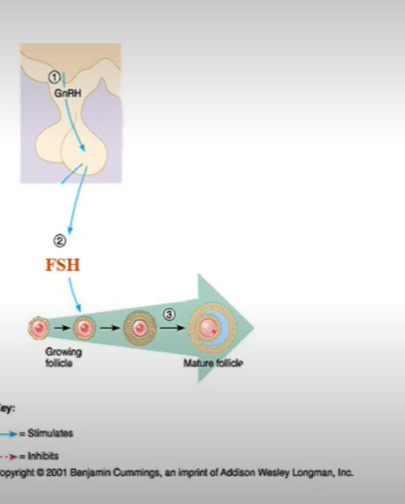 ①
GnRH
②
FSH
③
Growing
follicle
Mature follicle
ey:
= Stimulates
= Inhibits
opyright © 2001 Benjamin Cummings, an imprint of Addison Wesley Longman, Inc.